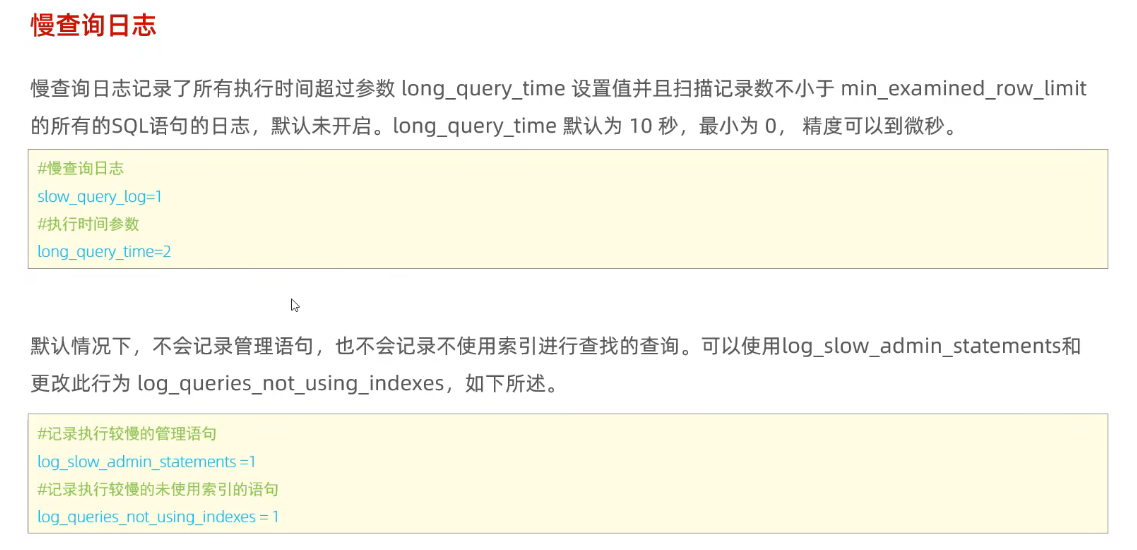 慢查询日志
慢查询日志记录了所有执行时间超过参数 long_query_time 设置值并且扫描记录数不小于 min_examined_row_limit
的所有的SQL语句的日志，默认未开启。long_query_time 默认为 10 秒，最小为 0， 精度可以到微秒。
#慢查询日志
slow_query_log=1
#执行时间参数
long_query_time=2
默认情况下，不会记录管理语句，也不会记录不使用索引进行查找的查询。可以使用log_slow_admin_statements和
更改此行为 log_queries_not_using_indexes，如下所述。
#记录执行较慢的管理语句
log_slow_admin_statements =1
#记录执行较慢的未使用索引的语句
log_queries_not_using_indexes = 1